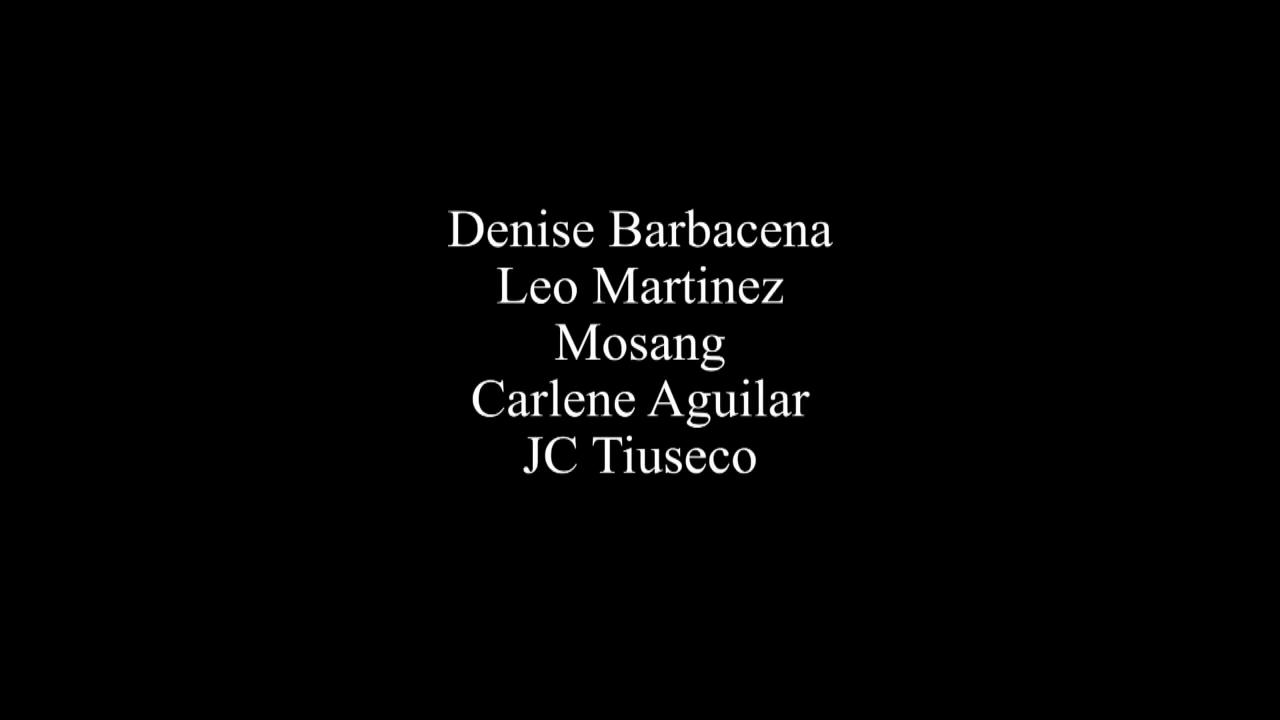 Denise Barbacena
Leo Martinez
Mosang
Carlene Aguilar
JC Tiuseco